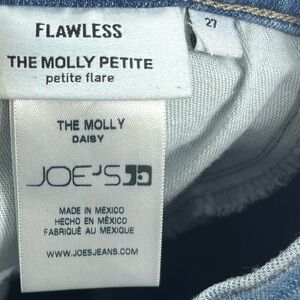 FLAWLESS
27
THE MOLLY PETITE
petite flare
THE MOLLY
DAISY
JOE'S
MADE IN MEXICO
HECHO EN MÉXICO
FABRIQUÉ AU MEXIQUE
WWW.JOESJEANS.COM